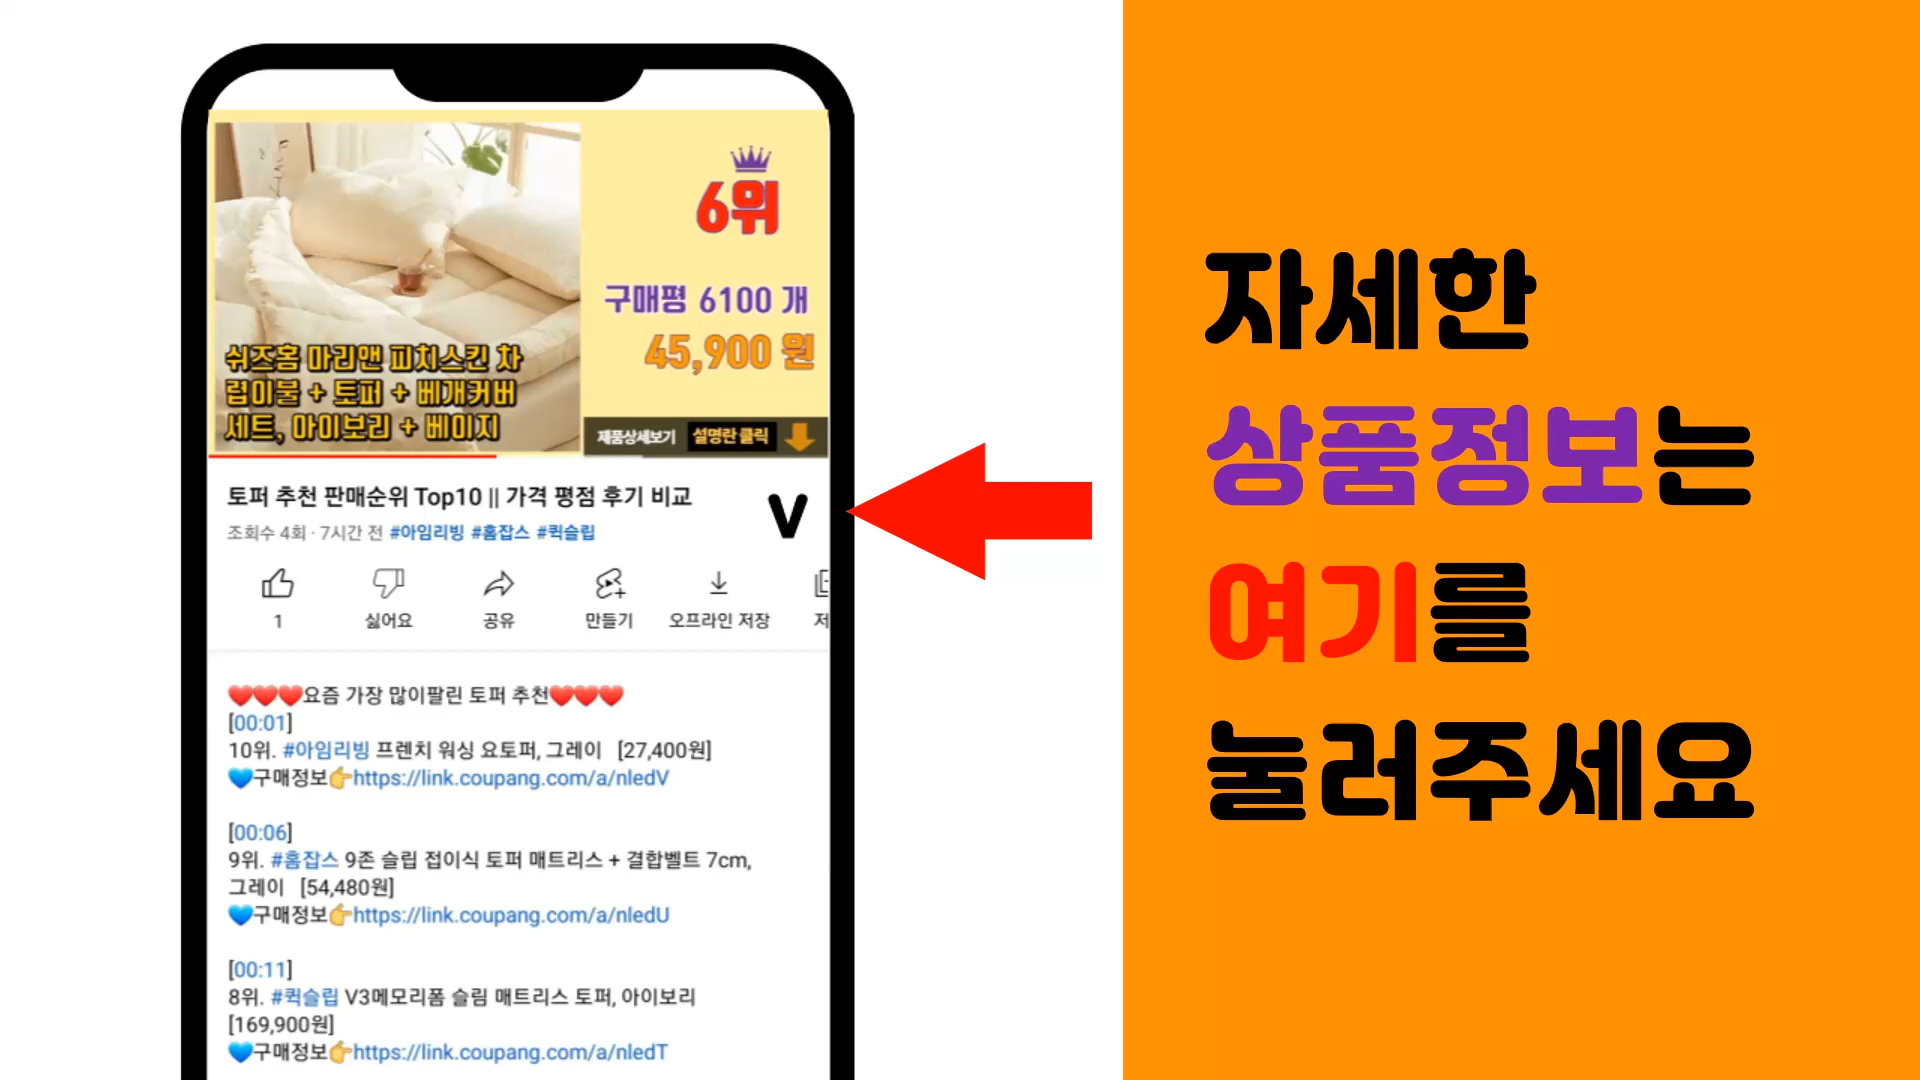 6위
구매평 6100 개
45,900 원
쉬즈홈 마리앤 피치스킨 차
렵이불 + 토퍼 + 베개커버
세트, 아이보리 + 베이지
제품상세보기 설명란 클릭
토퍼 추천 판매순위 Top10 || 가격 평점 후기 비교
V
조회수 4회 · 7시간 전 #아임리빙 #홈잡스 #퀵슬립
1 싫어요 공유 만들기 오프라인 저장 저
❤️❤️❤️요즘 가장 많이팔린 토퍼 추천❤️❤️❤️
[00:01]
10위. #아임리빙 프렌치 워싱 요토퍼, 그레이 [27,400원]
💙구매정보👉https://link.coupang.com/a/nledV
[00:06]
9위. #홈잡스 9존 슬립 접이식 토퍼 매트리스 + 결합벨트 7cm,
그레이 [54,480원]
💙구매정보👉https://link.coupang.com/a/nledU
[00:11]
8위. #퀵슬립 V3메모리폼 슬림 매트리스 토퍼, 아이보리
[169,900원]
💙구매정보👉https://link.coupang.com/a/nledT
자세한
상품정보는
여기를
눌러주세요